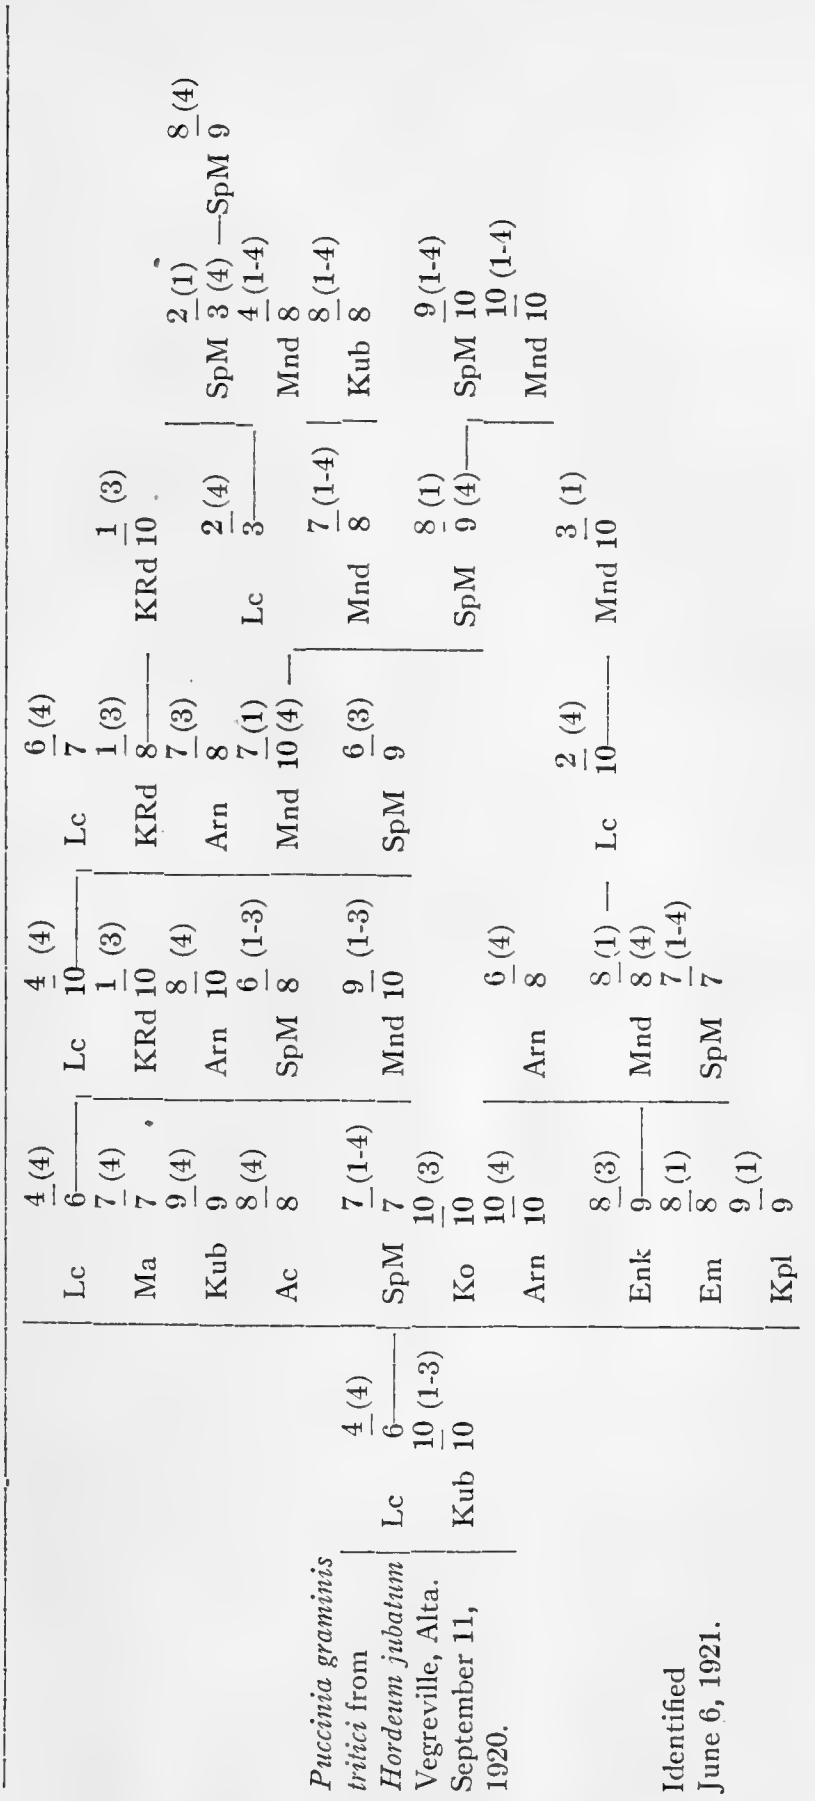 Puccinia graminis
tritici from
Hordeum jubatum
Vegreville, Alta.
September 11,
1920.
Identified
June 6, 1921.
4 (4)
Lc 6
10 (1-3)
Kub 10
4 (4)
Lc 6
7 (4)
Ma 7
9 (4)
Kub 9
8 (4)
Ac 8
7 (1-4)
SpM 7
10 (3)
Ko 10
10 (4)
Arn 10
8 (3)
Enk 9
8 (1)
Em 8
9 (1)
Kpl 9
4 (4)
Lc 10
1 (3)
KRd 10
8 (4)
Arn 10
6 (1-3)
SpM 8
9 (1-3)
Mnd 10
6 (4)
Arn 8
8 (1)
Mnd 8 (4)
7 (1-4)
SpM 7
6 (4)
Lc 7
1 (3)
KRd 8
7 (3)
Arn 8
7 (1)
Mnd 10 (4)
6 (3)
SpM 9
2 (4)
Lc 10
1 (3)
KRd 10
2 (4)
Lc 3
7 (1-4)
Mnd 8
8 (1)
SpM 9 (4)
3 (1)
Mnd 10
2 (1)
SpM 3 (4)
4 (1-4)
Mnd 8
8 (1-4)
Kub 8
9 (1-4)
SpM 10
10 (1-4)
Mnd 10
8 (4)
SpM 9